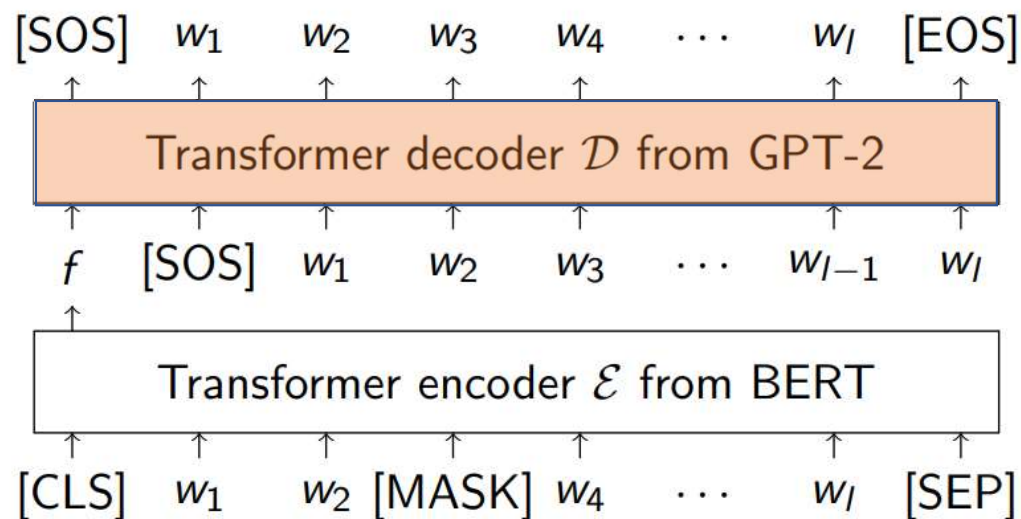 [SOS] w₁ w₂ w₃ w₄ ⋯ wₗ [EOS]
Transformer decoder 𝒟 from GPT-2
f [SOS] w₁ w₂ w₃ ⋯ wₗ₋₁ wₗ
Transformer encoder ℰ from BERT
[CLS] w₁ w₂ [MASK] w₄ ⋯ wₗ [SEP]